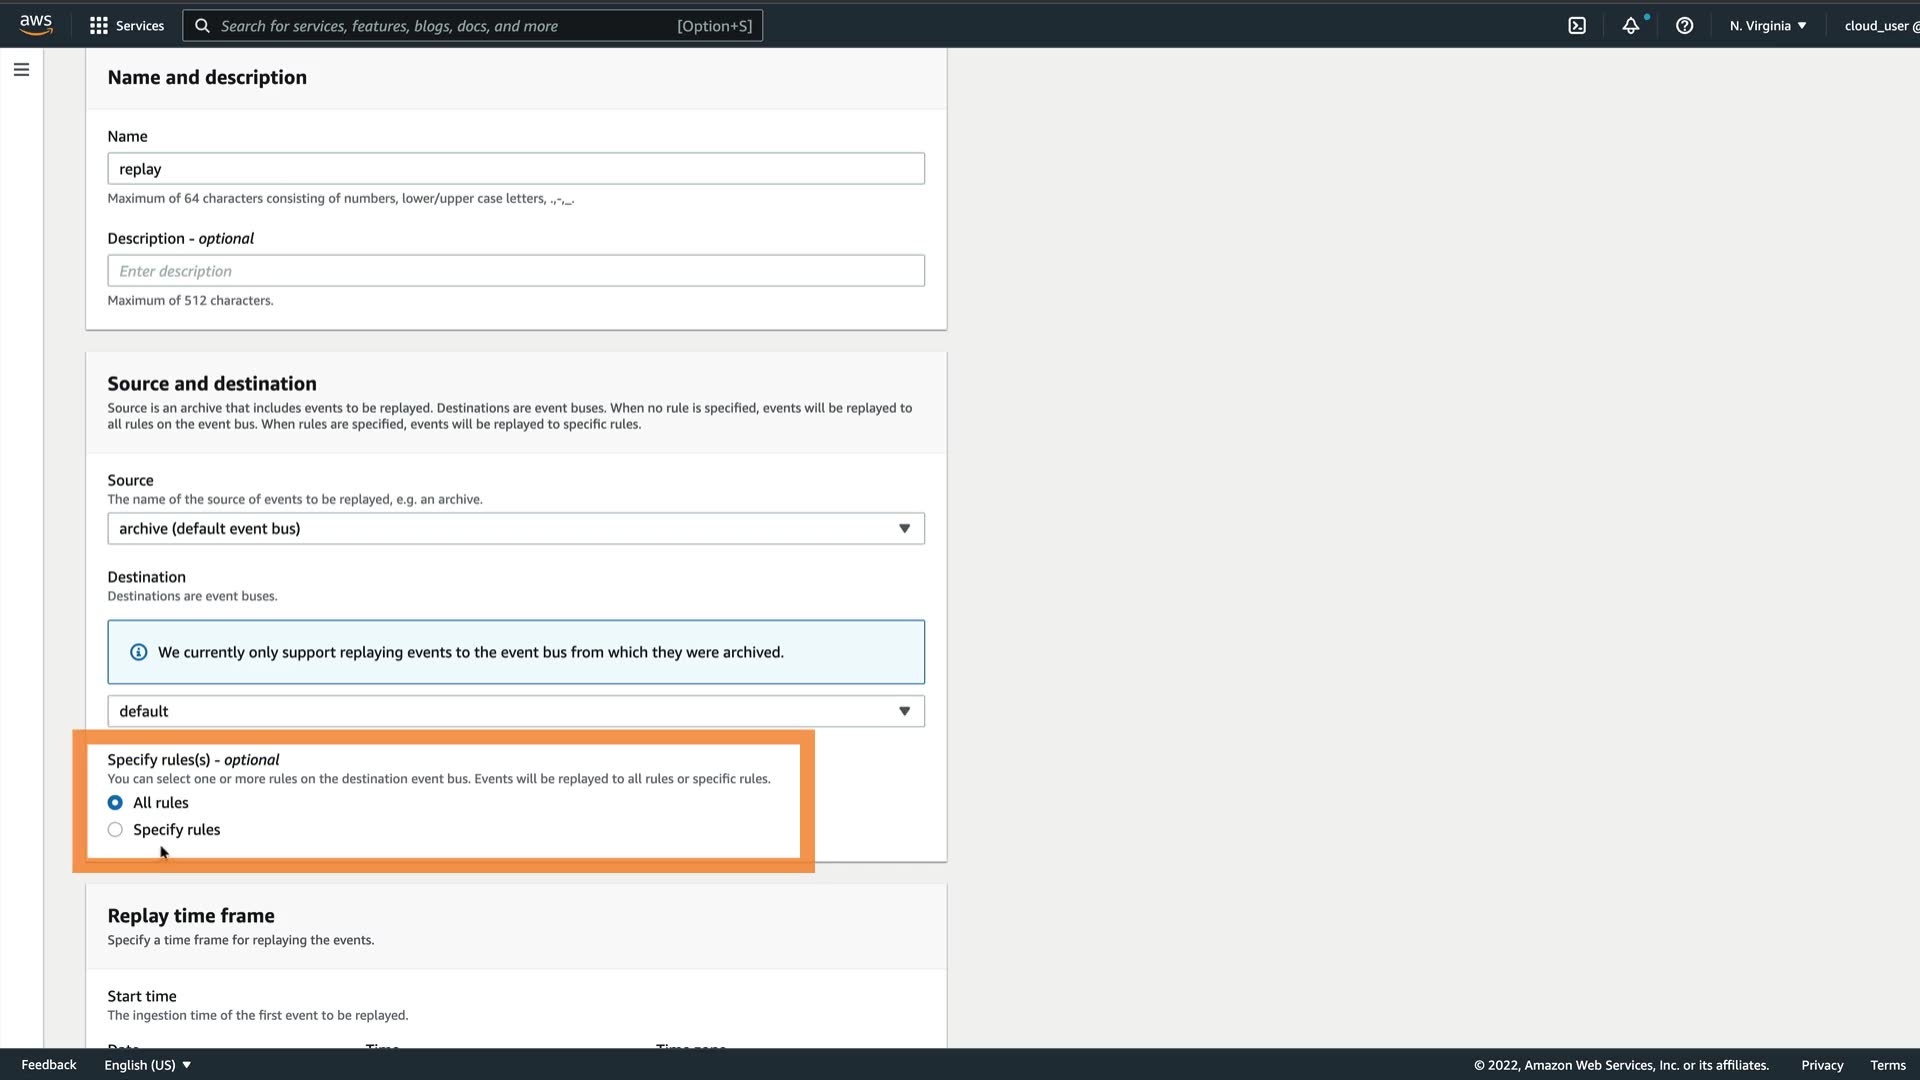 aws
Services
Search for services, features, blogs, docs, and more
[Option+S]
N. Virginia
cloud_user @
Name and description
Name
replay
Maximum of 64 characters consisting of numbers, lower/upper case letters, .,-,_.
Description - optional
Enter description
Maximum of 512 characters.
Source and destination
Source is an archive that includes events to be replayed. Destinations are event buses. When no rule is specified, events will be replayed to
all rules on the event bus. When rules are specified, events will be replayed to specific rules.
Source
The name of the source of events to be replayed, e.g. an archive.
archive (default event bus)
Destination
Destinations are event buses.
We currently only support replaying events to the event bus from which they were archived.
default
Specify rules(s) - optional
You can select one or more rules on the destination event bus. Events will be replayed to all rules or specific rules.
All rules
Specify rules
Replay time frame
Specify a time frame for replaying the events.
Start time
The ingestion time of the first event to be replayed.
Date
Time
Time zone
Feedback
English (US)
© 2022, Amazon Web Services, Inc. or its affiliates.
Privacy
Terms